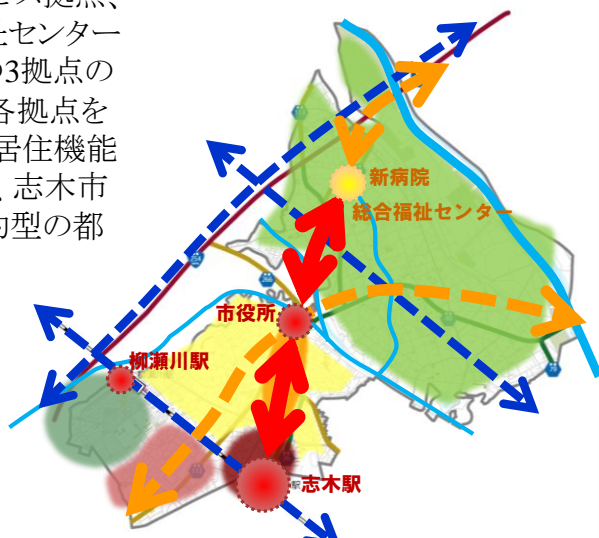 ビス拠点、
祉センター
の3拠点の
各拠点を
居住機能
、志木市
約型の都
新病院
総合福祉センター
市役所
柳瀬川駅
志木駅
254